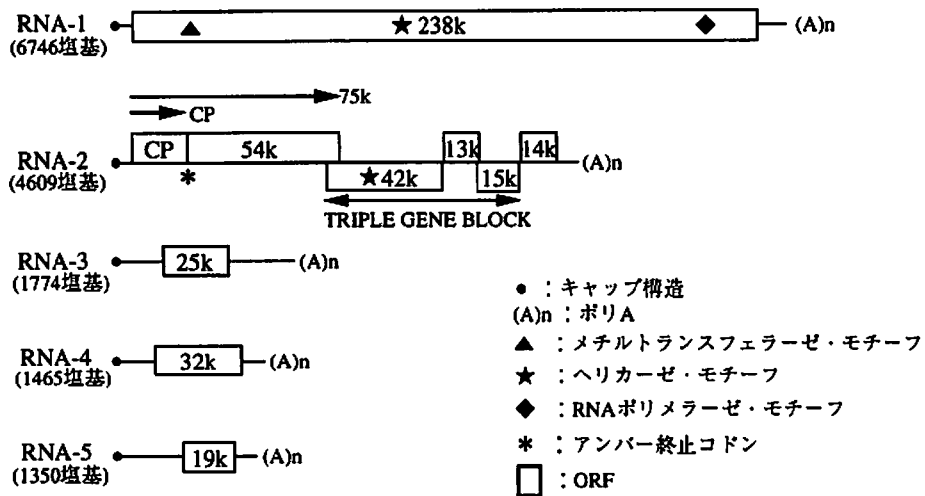 RNA-1
(6746塩基)
238k
(A)n
75k
CP
RNA-2
(4609塩基)
CP
54k
13k
14k
(A)n
*
42k
15k
TRIPLE GENE BLOCK
RNA-3
(1774塩基)
25k
(A)n
RNA-4
(1465塩基)
32k
(A)n
RNA-5
(1350塩基)
19k
(A)n
● ：キャップ構造
(A)n ：ポリA
▲ ：メチルトランスフェラーゼ・モチーフ
★ ：ヘリカーゼ・モチーフ
◆ ：RNAポリメラーゼ・モチーフ
* ：アンバー終止コドン
□ ：ORF